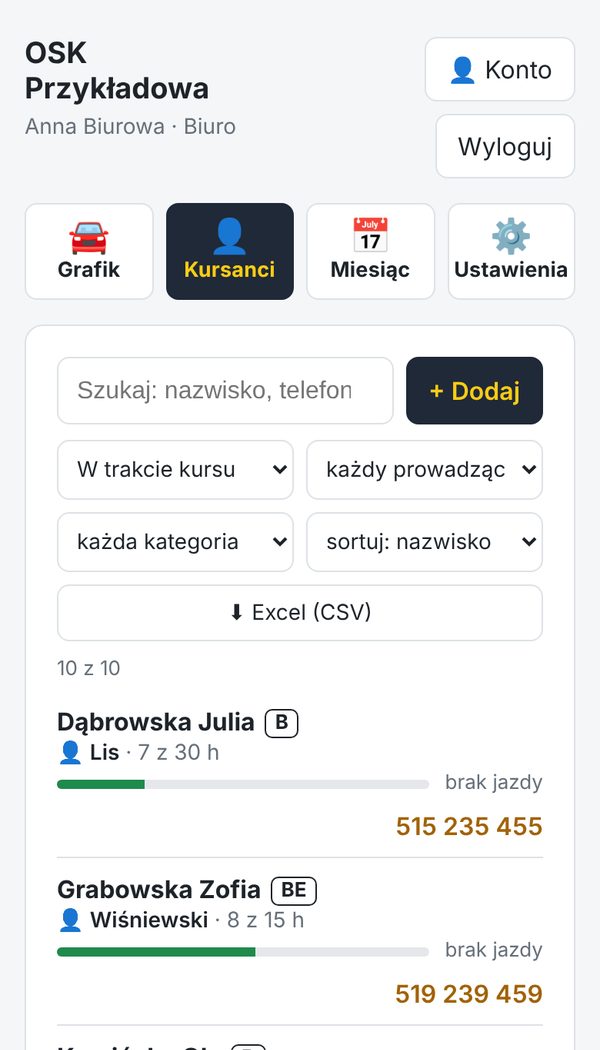 OSK
Przykładowa
Anna Biurowa · Biuro
👤 Konto
Wyloguj
Grafik
Kursanci
July
17
Miesiąc
Ustawienia
Szukaj: nazwisko, telefon
+ Dodaj
W trakcie kursu
każdy prowadząc
każda kategoria
sortuj: nazwisko
⬇ Excel (CSV)
10 z 10
Dąbrowska Julia B
👤 Lis · 7 z 30 h
brak jazdy
515 235 455
Grabowska Zofia BE
👤 Wiśniewski · 8 z 15 h
brak jazdy
519 239 459